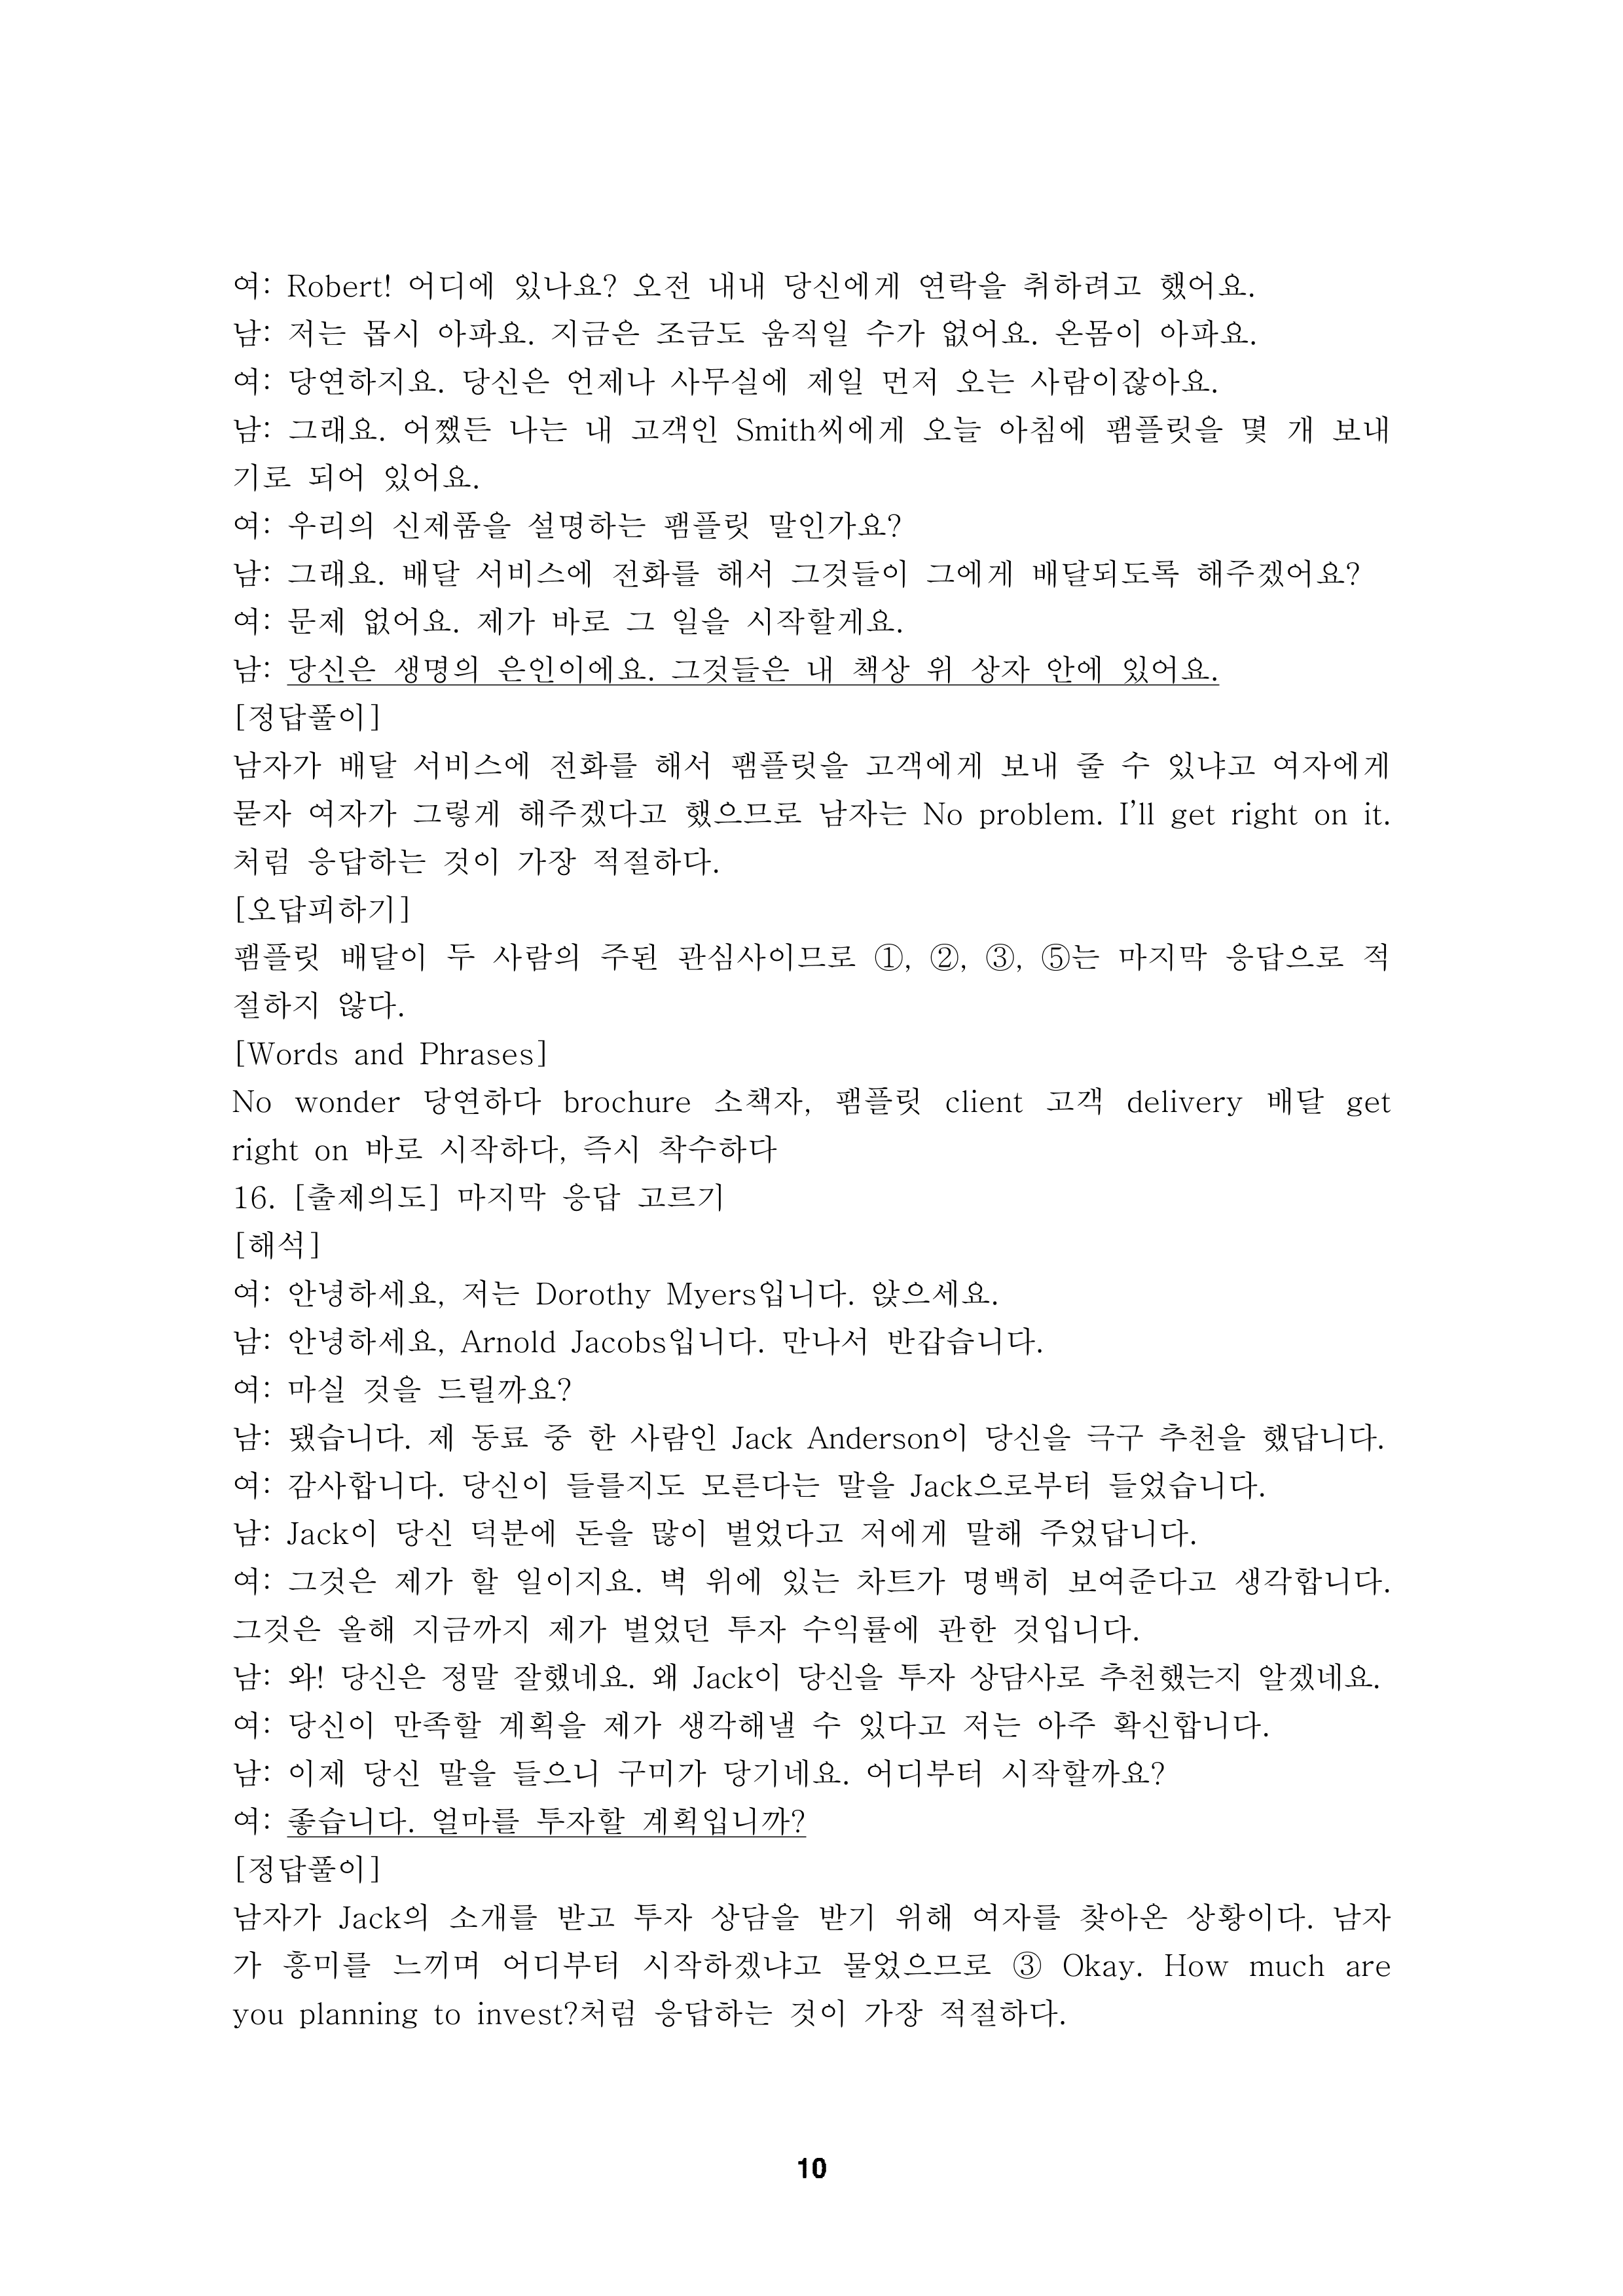 여: Robert! 어디에 있나요? 오전 내내 당신에게 연락을 취하려고 했어요.
남: 저는 몹시 아파요. 지금은 조금도 움직일 수가 없어요. 온몸이 아파요.
여: 당연하지요. 당신은 언제나 사무실에 제일 먼저 오는 사람이잖아요.
남: 그래요. 어쨌든 나는 내 고객인 Smith씨에게 오늘 아침에 팸플릿을 몇 개 보내
기로 되어 있어요.
여: 우리의 신제품을 설명하는 팸플릿 말인가요?
남: 그래요. 배달 서비스에 전화를 해서 그것들이 그에게 배달되도록 해주겠어요?
여: 문제 없어요. 제가 바로 그 일을 시작할게요.
남: 당신은 생명의 은인이에요. 그것들은 내 책상 위 상자 안에 있어요.
[정답풀이]
남자가 배달 서비스에 전화를 해서 팸플릿을 고객에게 보내 줄 수 있냐고 여자에게
묻자 여자가 그렇게 해주겠다고 했으므로 남자는 No problem. I’ll get right on it.
처럼 응답하는 것이 가장 적절하다.
[오답피하기]
팸플릿 배달이 두 사람의 주된 관심사이므로 ①, ②, ③, ⑤는 마지막 응답으로 적
절하지 않다.
[Words and Phrases]
No wonder 당연하다 brochure 소책자, 팸플릿 client 고객 delivery 배달 get
right on 바로 시작하다, 즉시 착수하다
16. [출제의도] 마지막 응답 고르기
[해석]
여: 안녕하세요, 저는 Dorothy Myers입니다. 앉으세요.
남: 안녕하세요, Arnold Jacobs입니다. 만나서 반갑습니다.
여: 마실 것을 드릴까요?
남: 됐습니다. 제 동료 중 한 사람인 Jack Anderson이 당신을 극구 추천을 했답니다.
여: 감사합니다. 당신이 들를지도 모른다는 말을 Jack으로부터 들었습니다.
남: Jack이 당신 덕분에 돈을 많이 벌었다고 저에게 말해 주었답니다.
여: 그것은 제가 할 일이지요. 벽 위에 있는 차트가 명백히 보여준다고 생각합니다.
그것은 올해 지금까지 제가 벌었던 투자 수익률에 관한 것입니다.
남: 와! 당신은 정말 잘했네요. 왜 Jack이 당신을 투자 상담사로 추천했는지 알겠네요.
여: 당신이 만족할 계획을 제가 생각해낼 수 있다고 저는 아주 확신합니다.
남: 이제 당신 말을 들으니 구미가 당기네요. 어디부터 시작할까요?
여: 좋습니다. 얼마를 투자할 계획입니까?
[정답풀이]
남자가 Jack의 소개를 받고 투자 상담을 받기 위해 여자를 찾아온 상황이다. 남자
가 흥미를 느끼며 어디부터 시작하겠냐고 물었으므로 ③ Okay. How much are
you planning to invest?처럼 응답하는 것이 가장 적절하다.
10